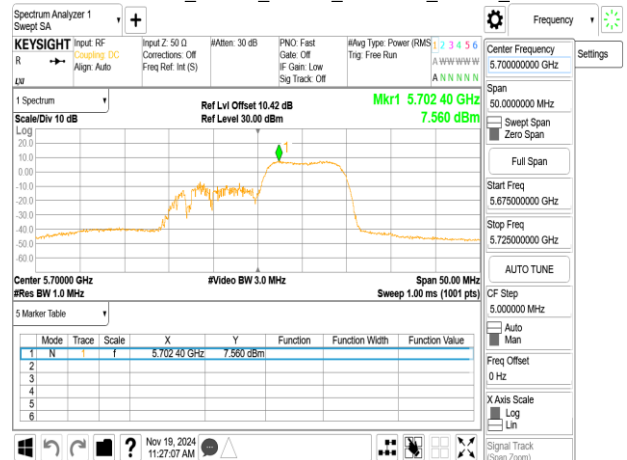 Spectrum Analyzer 1
Swept SA
+
Frequency
KEYSIGHT
R
Input: RF
Coupling: DC
Align: Auto
Input Z: 50 Ω
Corrections: Off
Freq Ref: Int (S)
#Atten: 30 dB
PNO: Fast
Gate: Off
IF Gain: Low
Sig Track: Off
#Avg Type: Power (RMS
Trig: Free Run
1 2 3 4 5 6
A W W W W W
A N N N N N
1 Spectrum
Scale/Div 10 dB
Ref Lvl Offset 10.42 dB
Ref Level 30.00 dBm
Mkr1 5.702 40 GHz
7.560 dBm
Log
20.0
10.0
0.00
-10.0
-20.0
-30.0
-40.0
-50.0
-60.0
1
Center 5.70000 GHz
#Res BW 1.0 MHz
#Video BW 3.0 MHz
Span 50.00 MHz
Sweep 1.00 ms (1001 pts)
5 Marker Table
Mode Trace Scale X Y Function Function Width Function Value
1 N 1 f 5.702 40 GHz 7.560 dBm
2
3
4
5
6
?
Nov 19, 2024
11:27:07 AM
Center Frequency
5.700000000 GHz
Span
50.0000000 MHz
Swept Span
Zero Span
Full Span
Start Freq
5.675000000 GHz
Stop Freq
5.725000000 GHz
AUTO TUNE
CF Step
5.000000 MHz
Auto
Man
Freq Offset
0 Hz
X Axis Scale
Log
Lin
Signal Track
(Span Zoom)
Settings